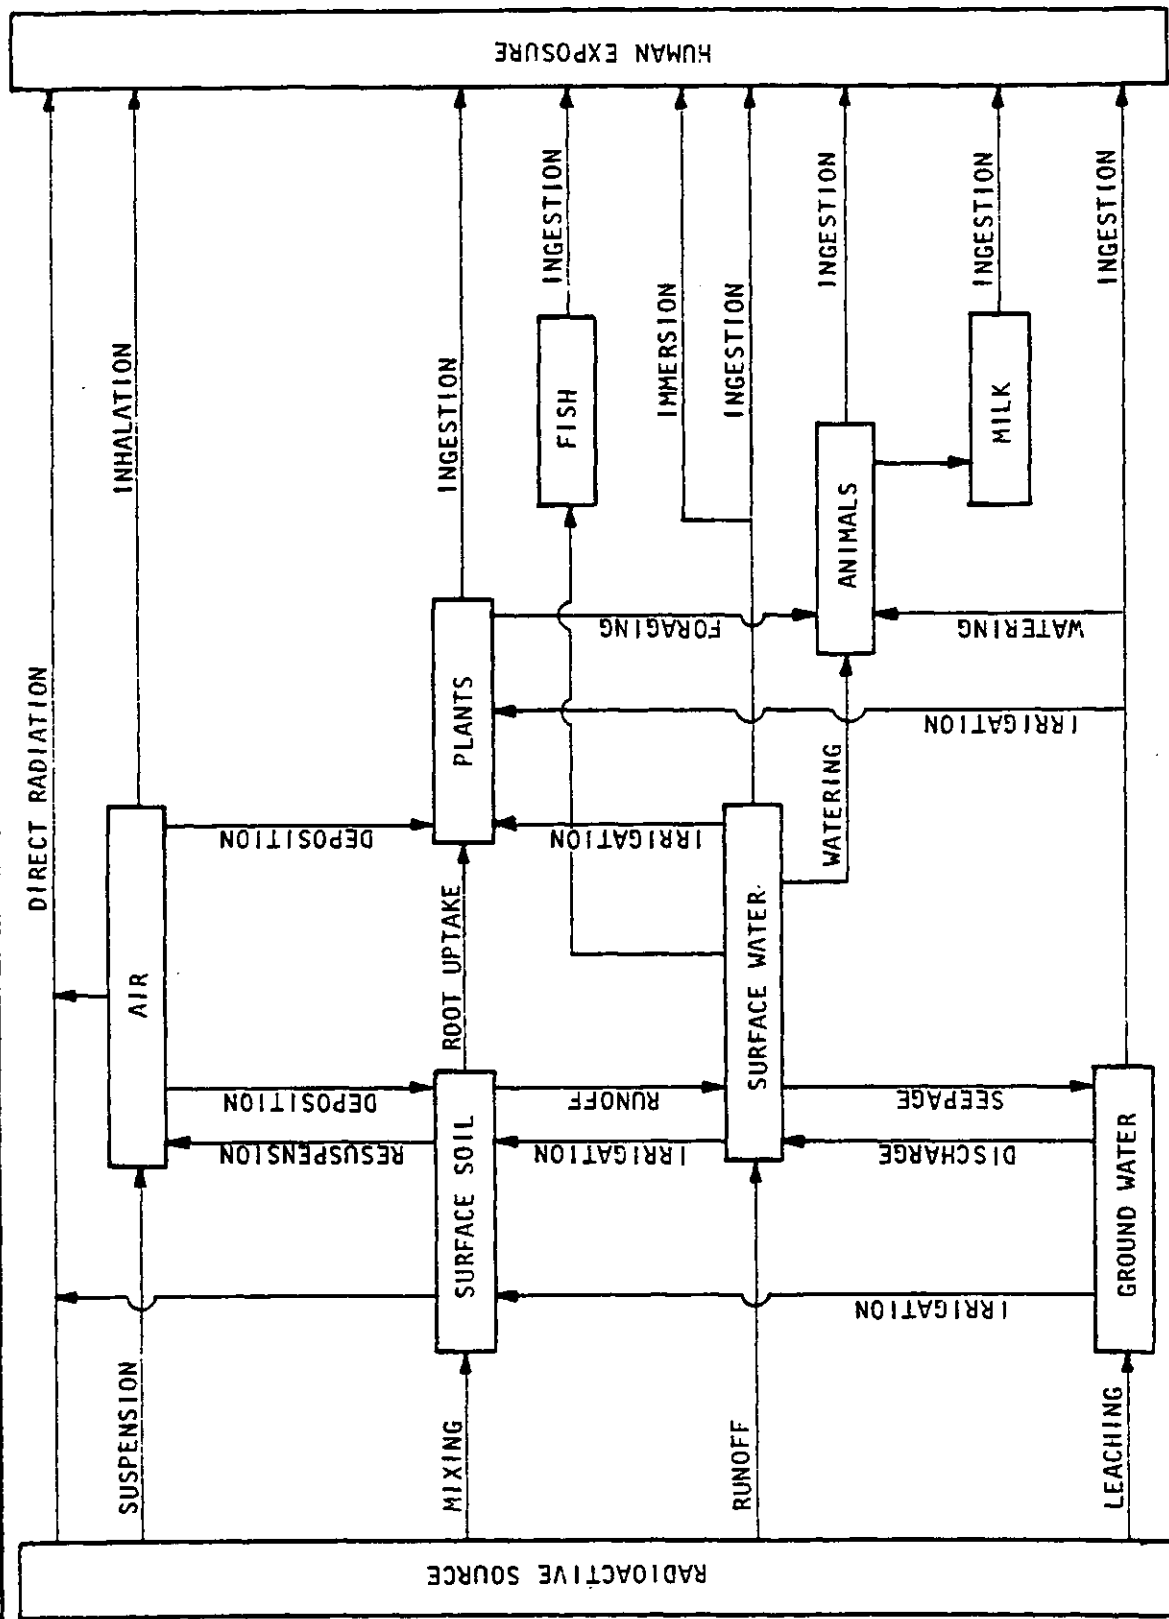 RADIOACTIVE SOURCE
DIRECT RADIATION
SUSPENSION
AIR
INHALATION
RESUSPENSION
DEPOSITION
DEPOSITION
MIXING
SURFACE SOIL
ROOT UPTAKE
PLANTS
INGESTION
IRRIGATION
RUNOFF
IRRIGATION
FORAGING
FISH
INGESTION
IMMERSION
RUNOFF
SURFACE WATER
INGESTION
WATERING
ANIMALS
INGESTION
IRRIGATION
DISCHARGE
SEEPAGE
IRRIGATION
WATERING
MILK
INGESTION
LEACHING
GROUND WATER
INGESTION
HUMAN EXPOSURE